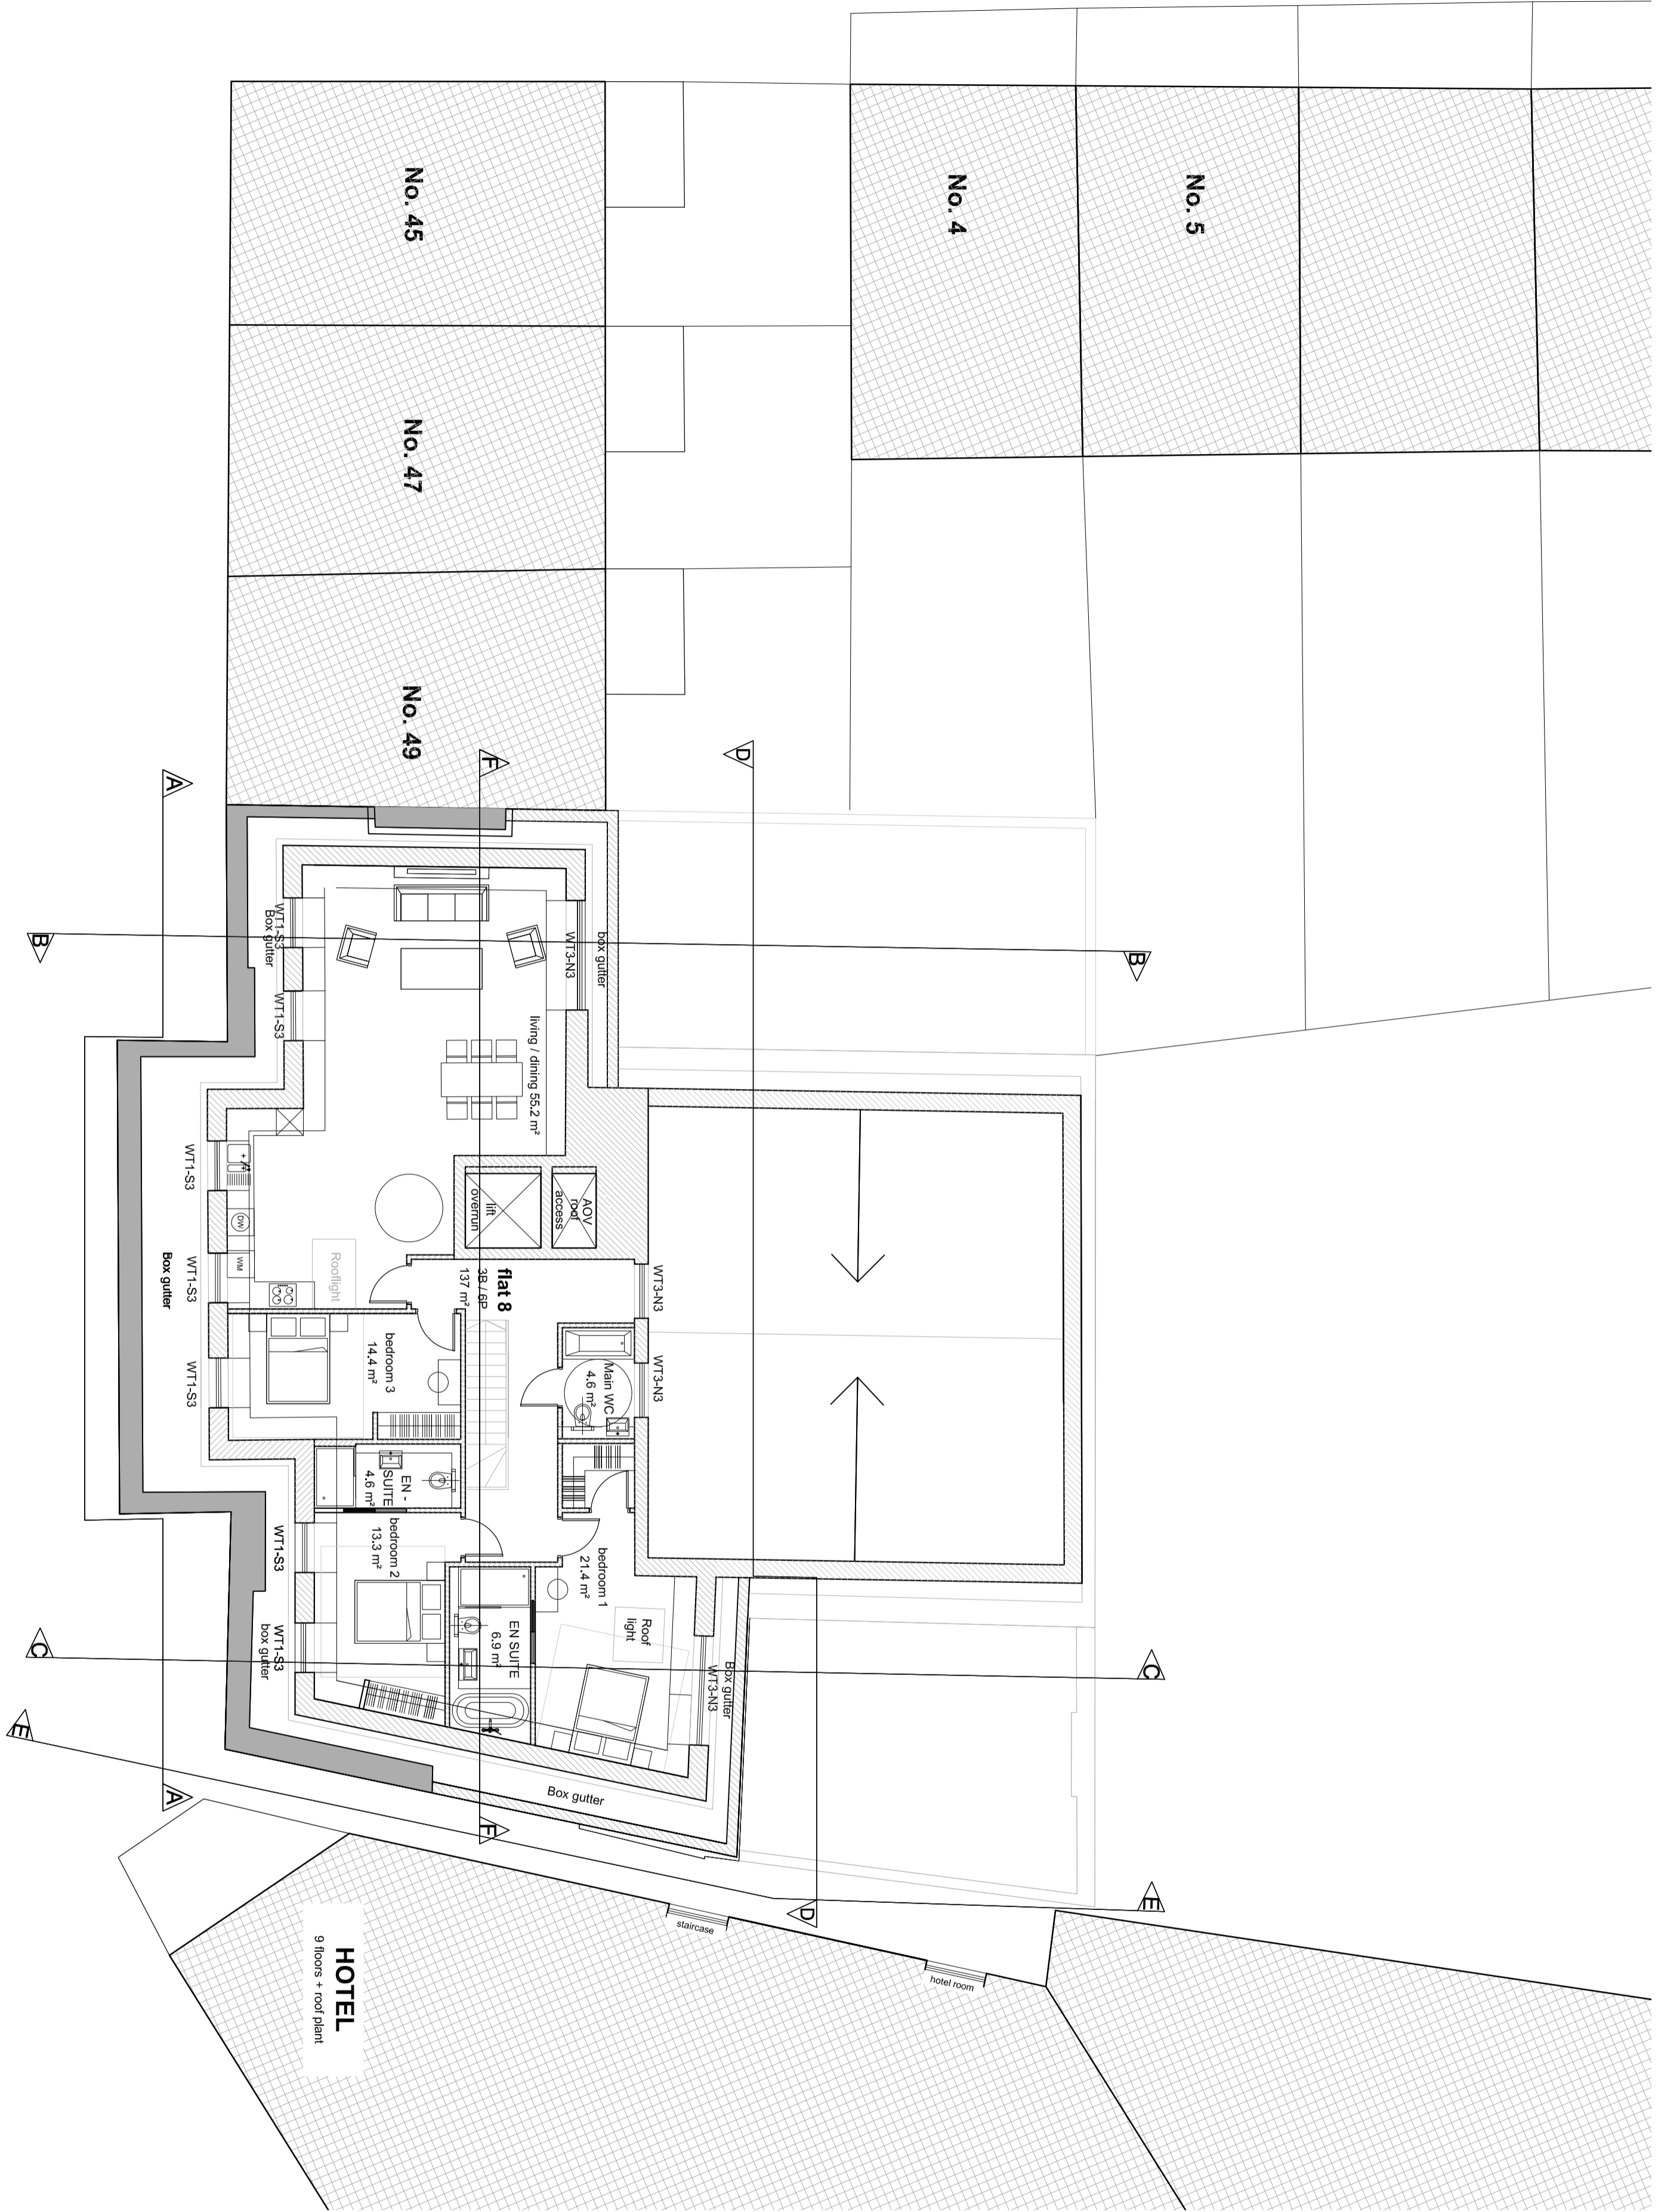 No. 5
No. 4
No. 45
No. 47
No. 49
D
B
box gutter
WT3-N3
F
living / dining 55.2 m²
WT1-S3
Box gutter
WT1-S3
A
B
AOV
roof
access
lift
overrun
WT3-N3
WT3-N3
flat 8
3B / 6P
137 m²
Main WC
4.6 m²
Rooflight
WT1-S3
DW
WM
WT1-S3
Box gutter
bedroom 3
14.4 m²
WT1-S3
EN -
SUITE
4.6 m²
bedroom 1
21.4 m²
Roof
light
bedroom 2
13.3 m²
EN SUITE
6.9 m²
WT1-S3
WT1-S3
box gutter
Box gutter
WT3-N3
C
C
Box gutter
E
E
F
A
D
staircase
hotel room
HOTEL
9 floors + roof plant